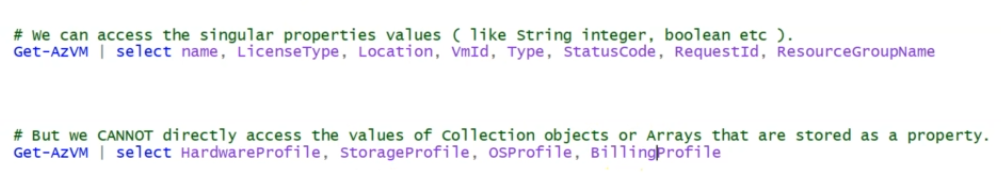 # We can access the singular properties values ( like String integer, boolean etc ).
Get-AzVM | select name, LicenseType, Location, VmId, Type, StatusCode, RequestId, ResourceGroupName
# But we CANNOT directly access the values of Collection objects or Arrays that are stored as a property.
Get-AzVM | select HardwareProfile, StorageProfile, OSProfile, BillingProfile